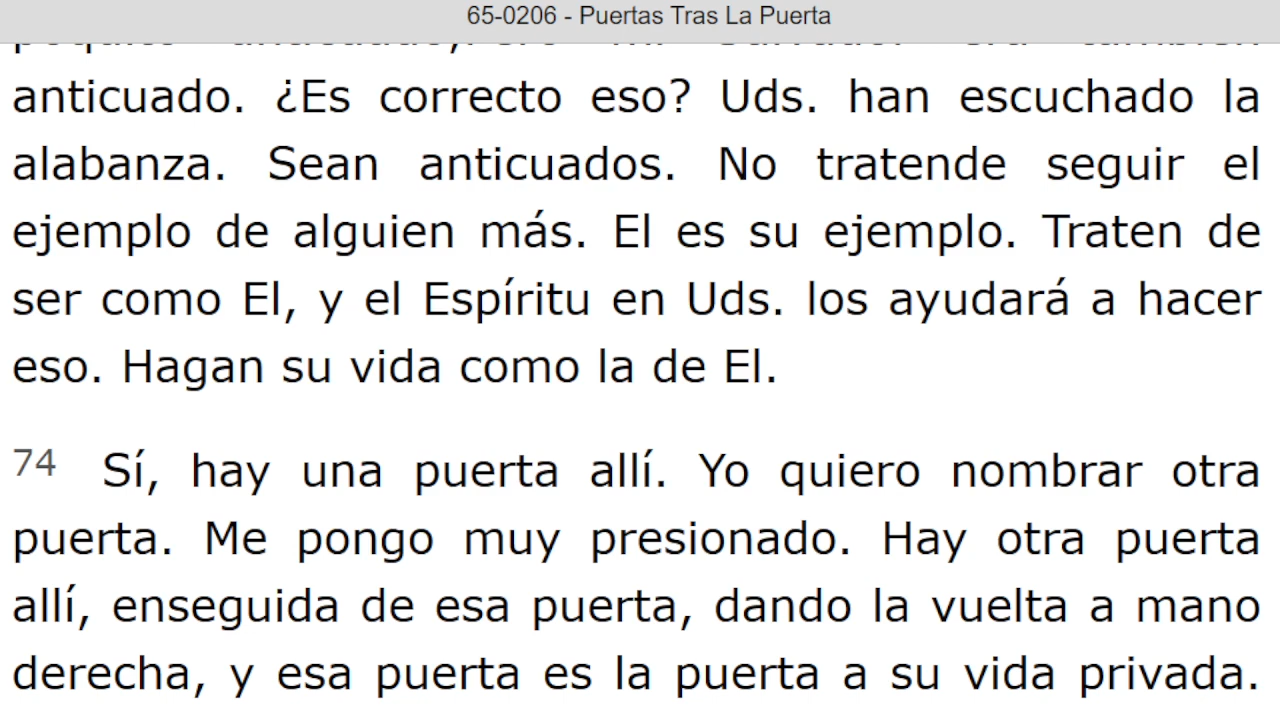 65-0206 - Puertas Tras La Puerta
anticuado. ¿Es correcto eso? Uds. han escuchado la
alabanza. Sean anticuados. No tratende seguir el
ejemplo de alguien más. El es su ejemplo. Traten de
ser como El, y el Espíritu en Uds. los ayudará a hacer
eso. Hagan su vida como la de El.
74 Sí, hay una puerta allí. Yo quiero nombrar otra
puerta. Me pongo muy presionado. Hay otra puerta
allí, enseguida de esa puerta, dando la vuelta a mano
derecha, y esa puerta es la puerta a su vida privada.